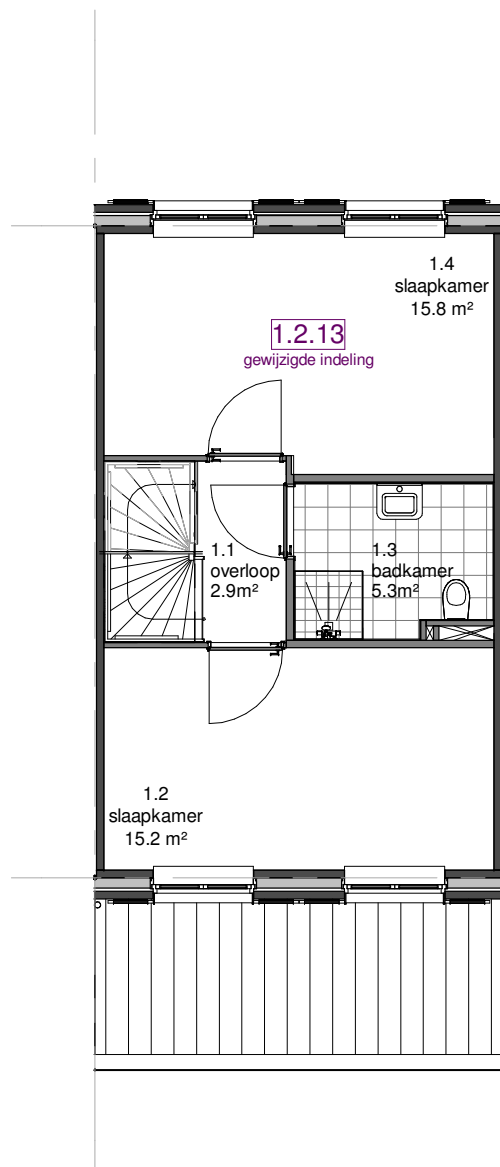 1.4
slaapkamer
15.8 m²
1.2.13
gewijzigde indeling
1.1
overloop
2.9m²
1.3
badkamer
5.3m²
1.2
slaapkamer
15.2 m²